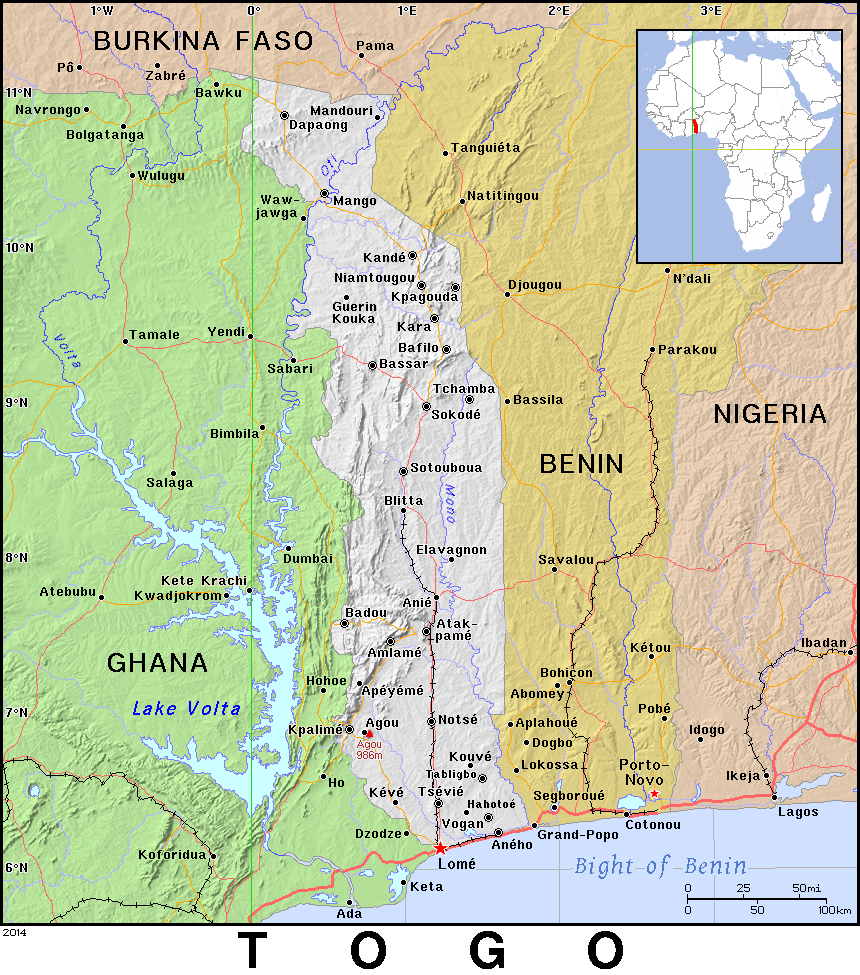 1°W
0°
1°E
2°E
3°E
BURKINA FASO
Pama
Pô
Zabré
11°N
Bawku
Navrongo
Mandouri
Dapaong
Bolgatanga
Tanguiéta
Oti
Wulugu
Natitingou
Waw-
jawga
Mango
10°N
Kandé
N'dali
Niamtougou
Djougou
Kpagouda
Guerin
Kouka
Kara
Volta
Tamale
Yendi
Bafilo
Parakou
Sabari
Bassar
Tchamba
9°N
Bassila
Sokodé
NIGERIA
Bimbila
BENIN
Sotouboua
Salaga
Blitta
Mono
8°N
Dumbai
Elavagnon
Savalou
Kete Krachi
Atebubu
Kwadjokrom
Anié
Badou
Atak-
pamé
Amlamé
Kétou
Ibadan
GHANA
Hohoe
Apéyémé
Bohicon
Abomey
7°N
Lake Volta
Pobé
Kpalimé
Agou
Notsé
Aplahoué
Idogo
Agou
986m
Dogbo
Kouvé
Lokossa
Porto-
Novo
Ho
Tabligbo
Ikeja
Kévé
Tsévié
Hahotoé
Segboroué
Vogan
Lagos
Dzodze
Aného
Grand-Popo
Cotonou
Koforidua
6°N
Lomé
Bight of Benin
Keta
0 25 50mi
0 50 100km
Ada
2014
TOGO